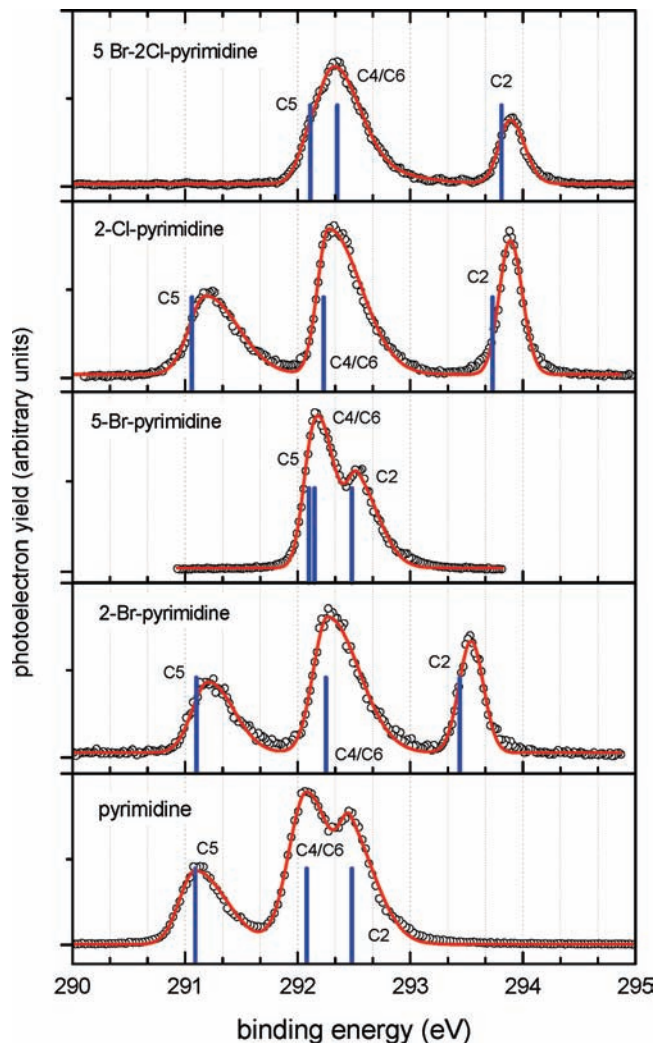 5 Br-2Cl-pyrimidine
C5
C4/C6
C2
2-Cl-pyrimidine
C5
C4/C6
C2
5-Br-pyrimidine
C5
C4/C6
C2
2-Br-pyrimidine
C5
C4/C6
C2
pyrimidine
C5
C4/C6
C2
photoelectron yield (arbitrary units)
290 291 292 293 294 295
binding energy (eV)